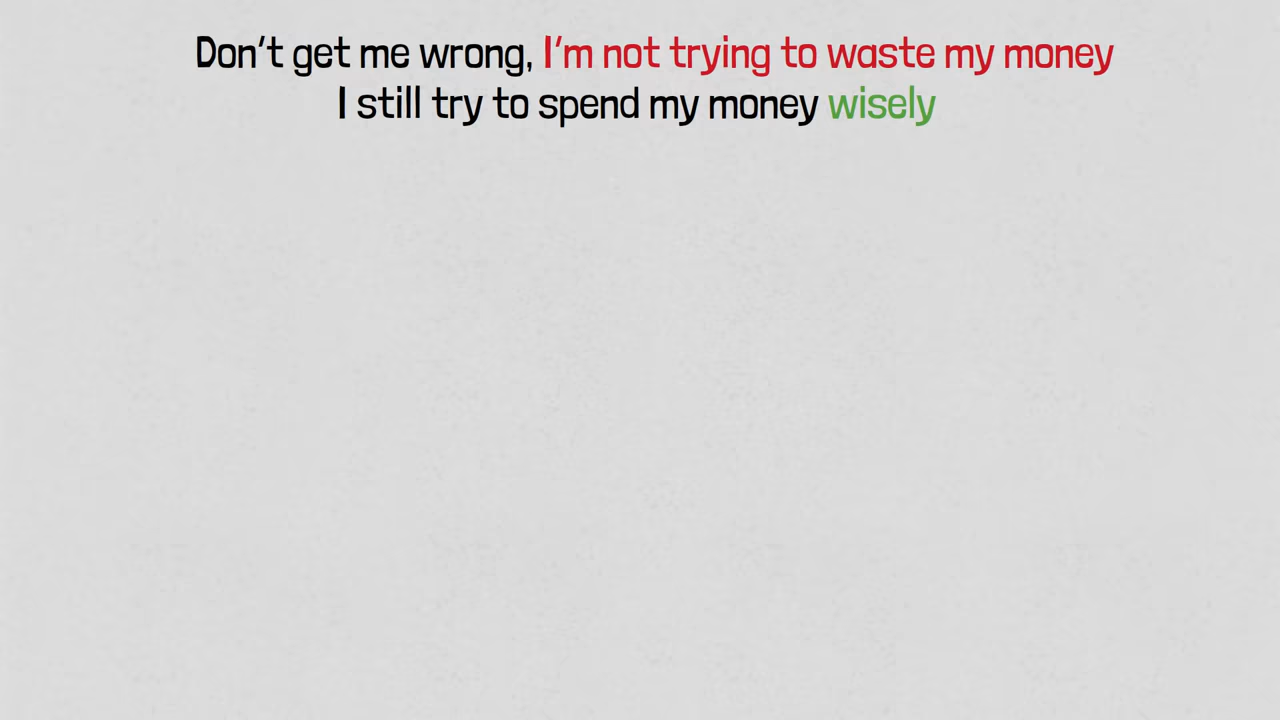 Don't get me wrong, I'm not trying to waste my money
I still try to spend my money wisely